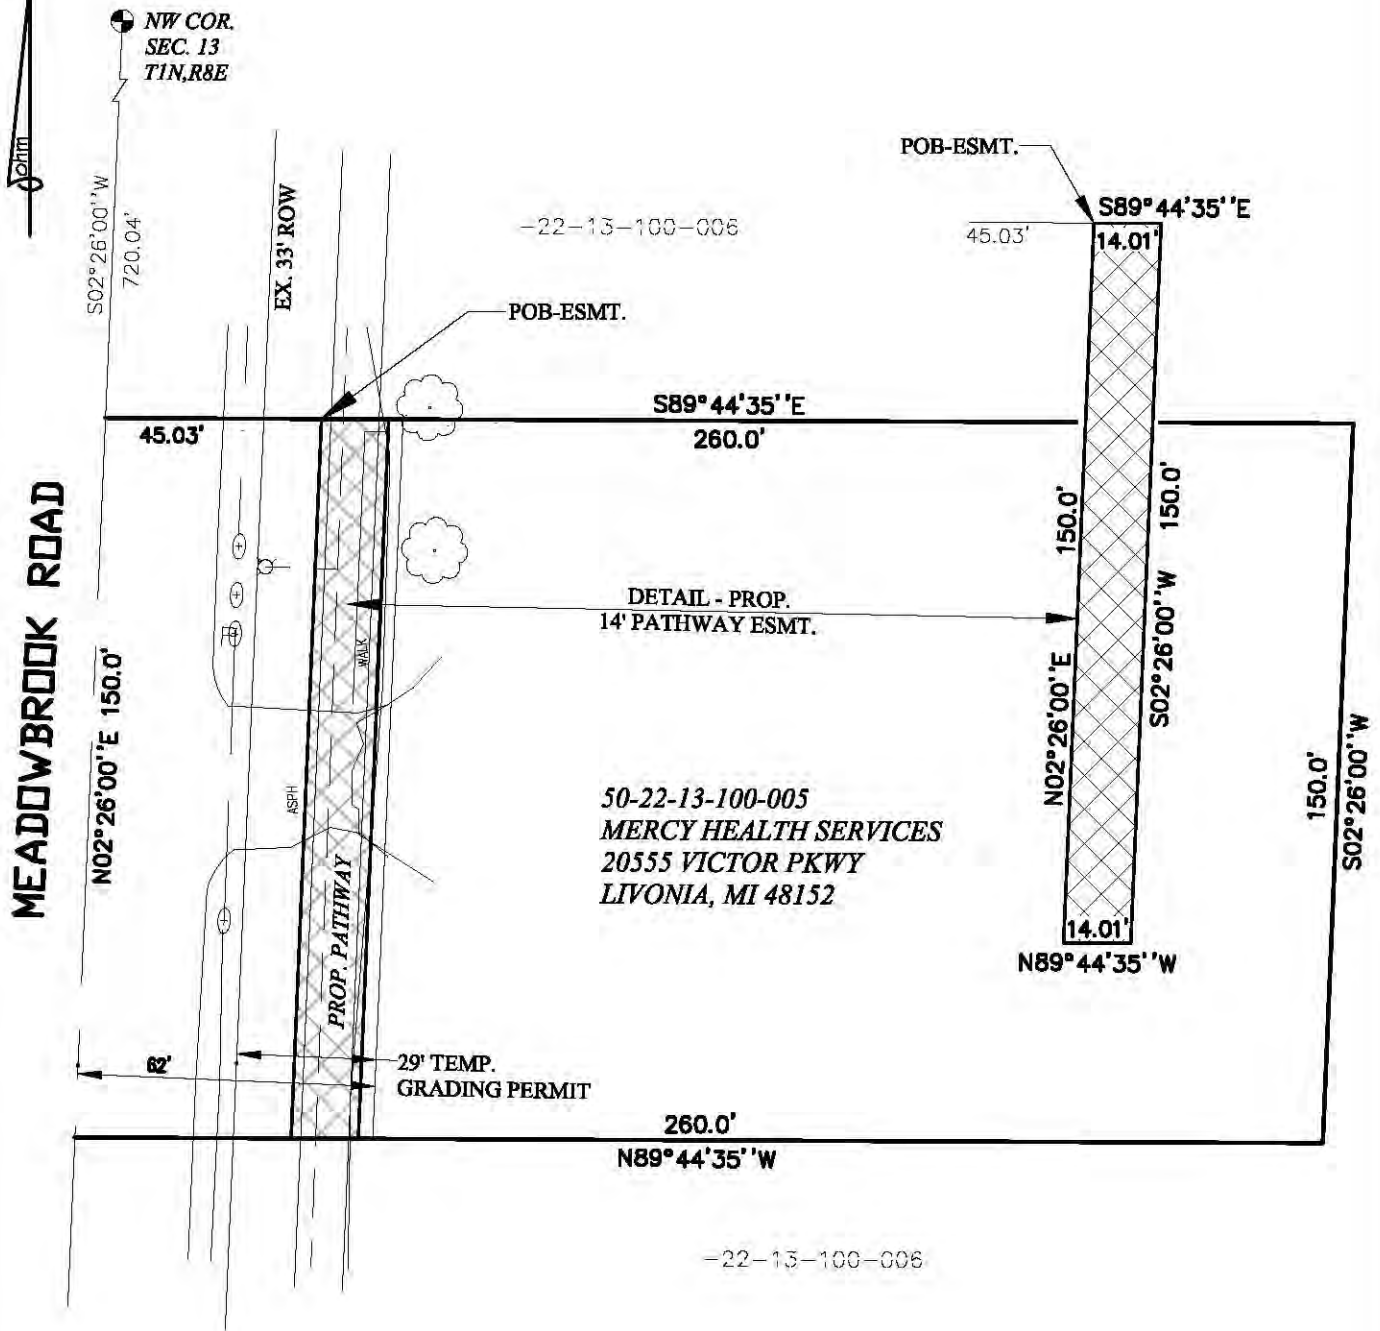 NW COR.
SEC. 13
T1N,R8E
ohm
S02°26'00''W
720.04'
EX. 33' ROW
-22-13-100-006
POB-ESMT.
S89°44'35''E
45.03'
14.01'
POB-ESMT.
S89°44'35''E
45.03'
260.0'
MEADOWBROOK ROAD
N02°26'00''E 150.0'
150.0'
N02°26'00''E
150.0'
S02°26'00''W
DETAIL - PROP.
14' PATHWAY ESMT.
WALK
ASPH
PROP. PATHWAY
50-22-13-100-005
MERCY HEALTH SERVICES
20555 VICTOR PKWY
LIVONIA, MI 48152
150.0'
S02°26'00''W
14.01'
N89°44'35''W
62'
29' TEMP.
GRADING PERMIT
260.0'
N89°44'35''W
-22-13-100-006